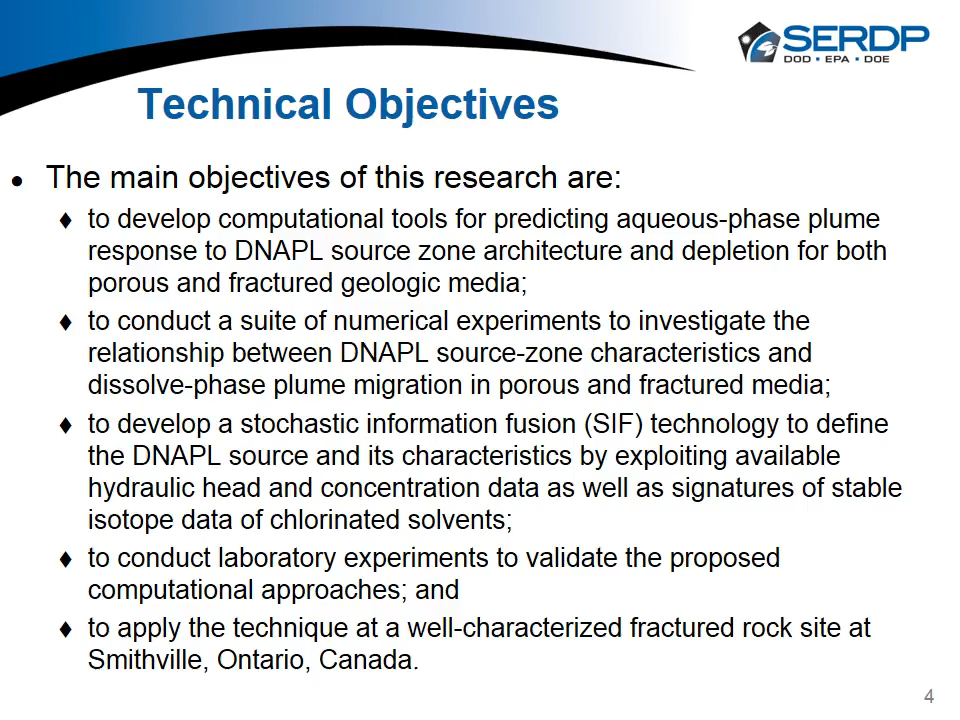 SERDP
DOD • EPA • DOE
Technical Objectives
• The main objectives of this research are:
♦ to develop computational tools for predicting aqueous-phase plume
response to DNAPL source zone architecture and depletion for both
porous and fractured geologic media;
♦ to conduct a suite of numerical experiments to investigate the
relationship between DNAPL source-zone characteristics and
dissolve-phase plume migration in porous and fractured media;
♦ to develop a stochastic information fusion (SIF) technology to define
the DNAPL source and its characteristics by exploiting available
hydraulic head and concentration data as well as signatures of stable
isotope data of chlorinated solvents;
♦ to conduct laboratory experiments to validate the proposed
computational approaches; and
♦ to apply the technique at a well-characterized fractured rock site at
Smithville, Ontario, Canada.
4